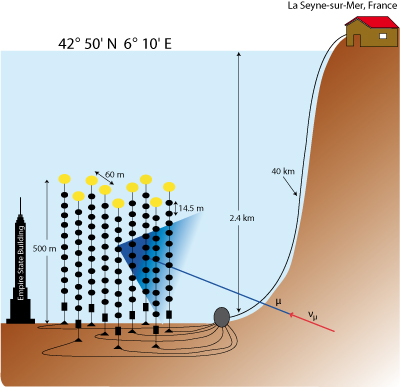 La Seyne-sur-Mer, France
42° 50' N  6° 10' E
60 m
40 km
14.5 m
2.4 km
500 m
Empire State Building
μ
νμ